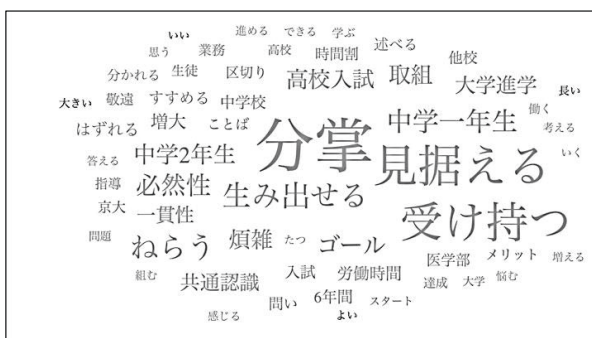 いい 進める できる 学ぶ
思う 業務 高校 時間割 述べる
分かれる 生徒 区切り 高校入試 取組 他校
大きい 敬遠 すすめる 中学校 大学進学 長い
はずれる 増大 ことば 分掌 中学一年生 働く
答える 中学2年生 見据える 考える いく
指導 必然性 生み出せる
京大 一貫性 受け持つ
問題 ねらう 煩雑 たつ ゴール
組む 共通認識 入試 労働時間 医学部 メリット 増える
問い 6年間 スタート 達成 大学 悩む
感じる よい